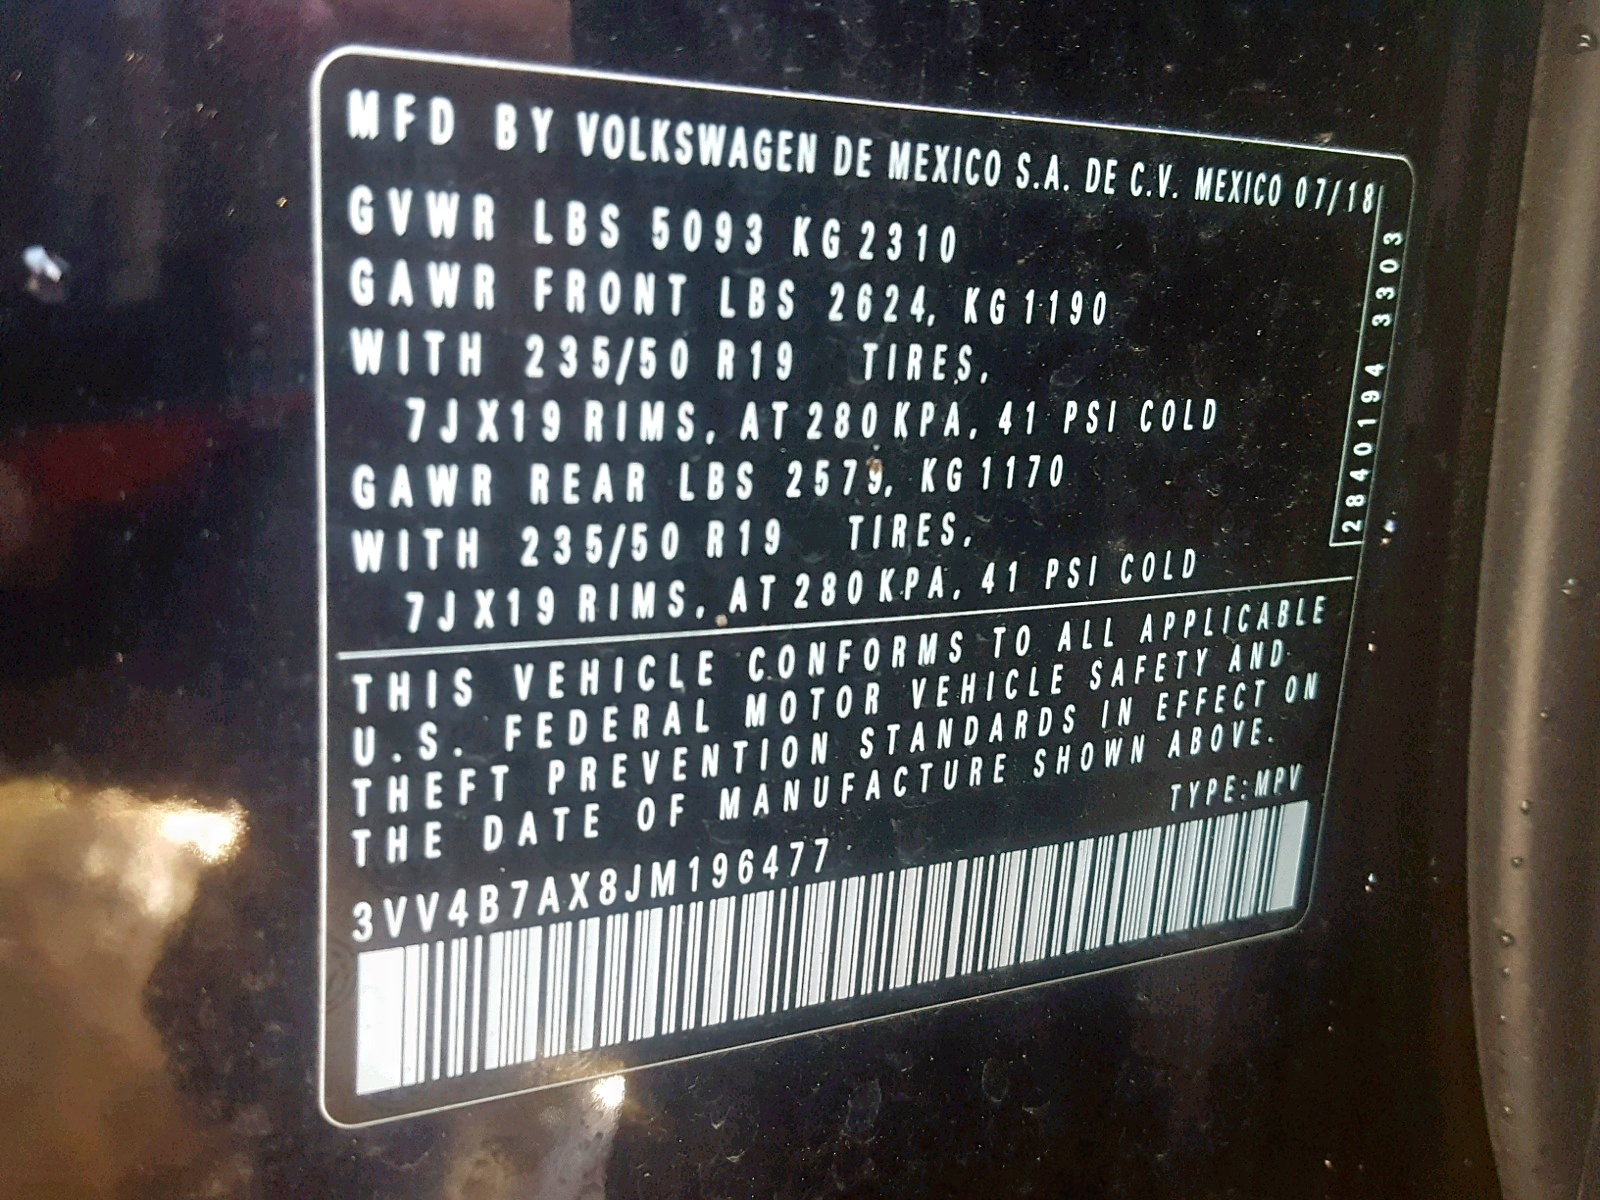 MFD BY VOLKSWAGEN DE MEXICO S.A. DE C.V. MEXICO 07/18
GVWR LBS 5093 KG 2310
GAWR FRONT LBS 2624, KG 1190
WITH 235/50 R19 TIRES,
7JX19 RIMS, AT 280 KPA, 41 PSI COLD
GAWR REAR LBS 2579, KG 1170
WITH 235/50 R19 TIRES,
7JX19 RIMS, AT 280 KPA, 41 PSI COLD
2840194 3303
THIS VEHICLE CONFORMS TO ALL APPLICABLE
U.S. FEDERAL MOTOR VEHICLE SAFETY AND
THEFT PREVENTION STANDARDS IN EFFECT ON
THE DATE OF MANUFACTURE SHOWN ABOVE.
TYPE:MPV
3VV4B7AX8JM196477